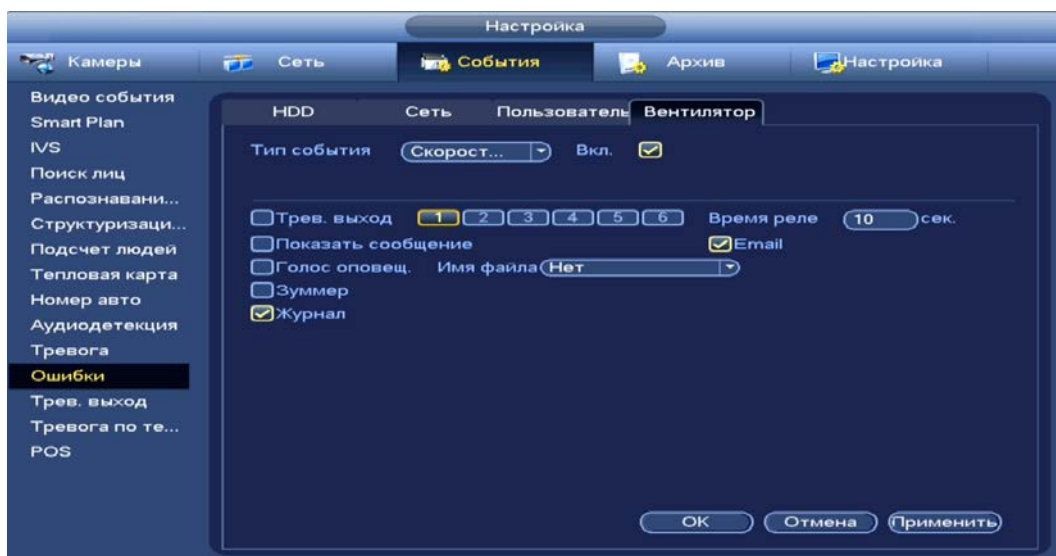 Настройка
Камеры Сеть События Архив Настройка
Видео события
Smart Plan
IVS
Поиск лиц
Распознавани...
Структуризаци...
Подсчет людей
Тепловая карта
Номер авто
Аудиодетекция
Тревога
Ошибки
Трев. выход
Тревога по те...
POS
HDD Сеть Пользователь Вентилятор
Тип события Скорост... Вкл.
Трев. выход 1 2 3 4 5 6 Время реле 10 сек.
Показать сообщение Email
Голос оповещ. Имя файла Нет
Зуммер
Журнал
OK Отмена Применить